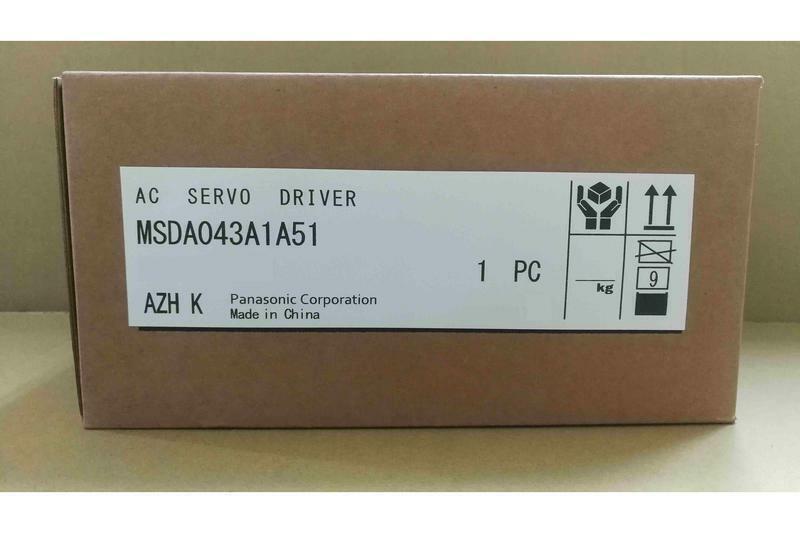 AC SERVO DRIVER
MSDA043A1A51
1 PC
AZH K
Panasonic Corporation
Made in China
kg
9